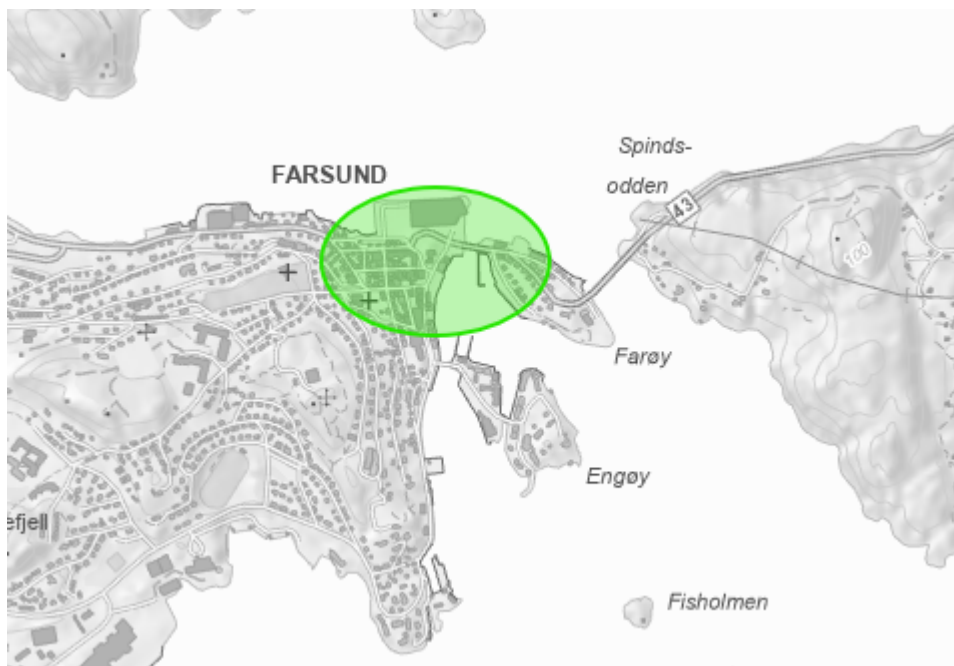 Spinds-
odden
FARSUND
43
100
Farøy
Engøy
efjell
Fisholmen